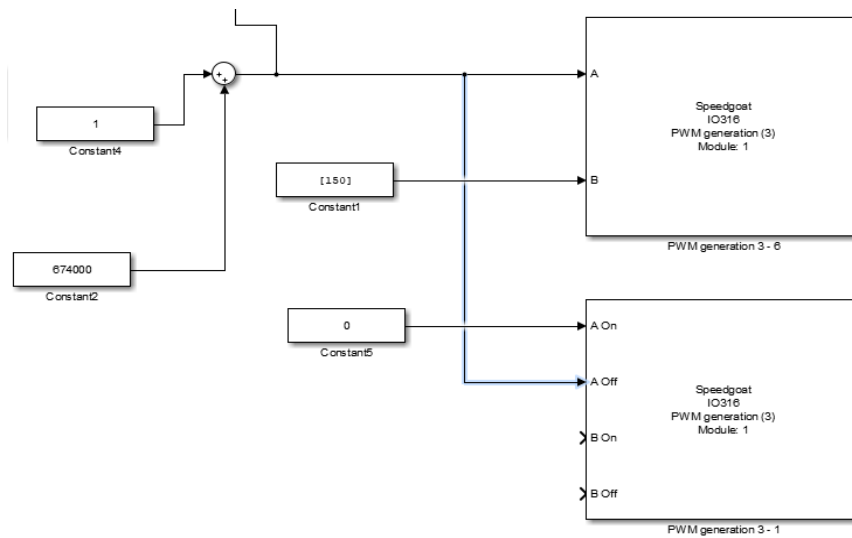 1
Constant4
674000
Constant2
+
+
[150]
Constant1
0
Constant5
A
B
Speedgoat
IO316
PWM generation (3)
Module: 1
PWM generation 3 - 6
A On
A Off
B On
B Off
Speedgoat
IO316
PWM generation (3)
Module: 1
PWM generation 3 - 1